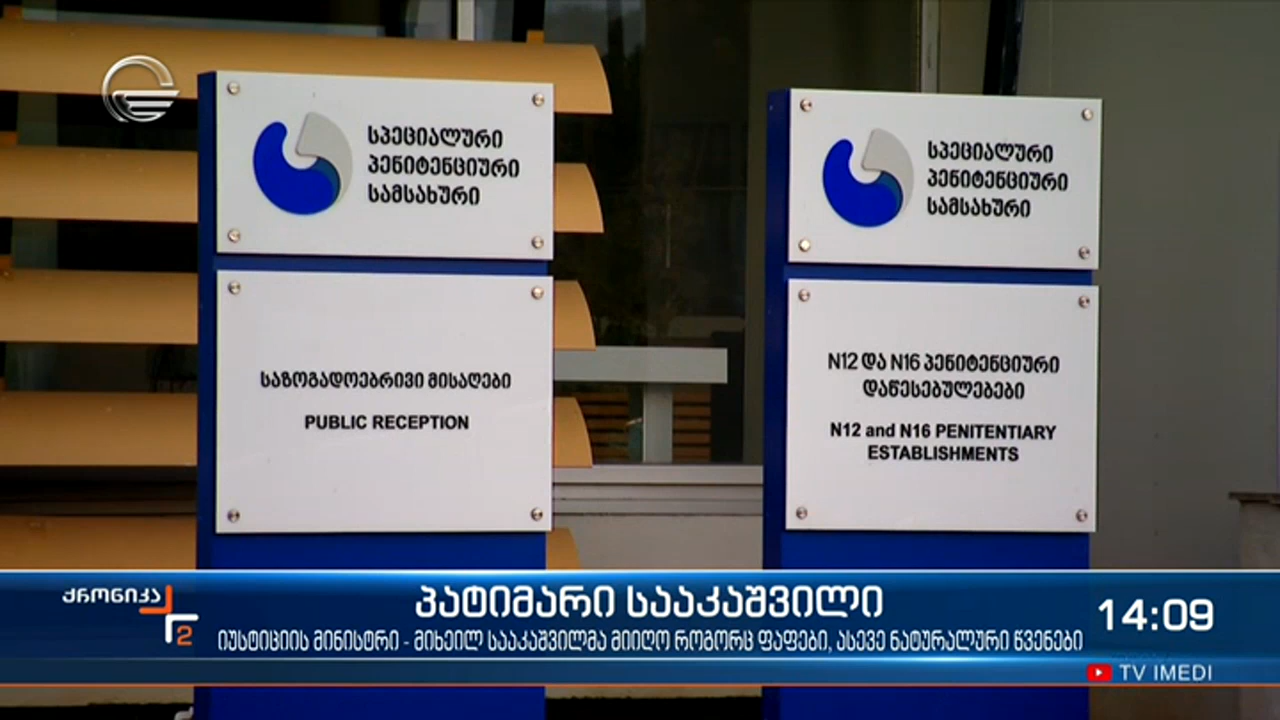 სპეციალური
პენიტენციური
სამსახური
საზოგადოებრივი მისაღები
PUBLIC RECEPTION
სპეციალური
პენიტენციური
სამსახური
N12 და N16 პენიტენციური
დაწესებულებები
N12 and N16 PENITENTIARY
ESTABLISHMENTS
ქრონიკა
2
პატიმარი სააკაშვილი
იუსტიციის მინისტრი - მიხეილ სააკაშვილმა მიიღო როგორც ფაფები, ასევე ნატურალური წვენები
14:09
TV IMEDI